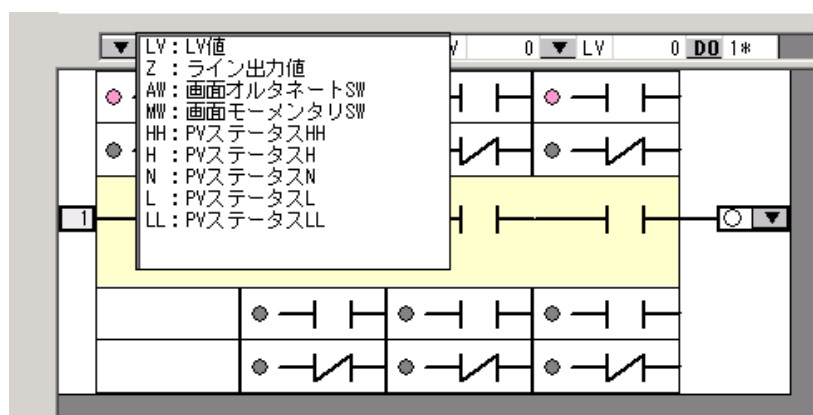 LV：LV値
Z ：ライン出力値
AW：画面オルタネートSW
MW：画面モーメンタリSW
HH：PVステータスHH
H ：PVステータスH
N ：PVステータスN
L ：PVステータスL
LL：PVステータスLL
0 ▼ LV 0 D0 1*
1